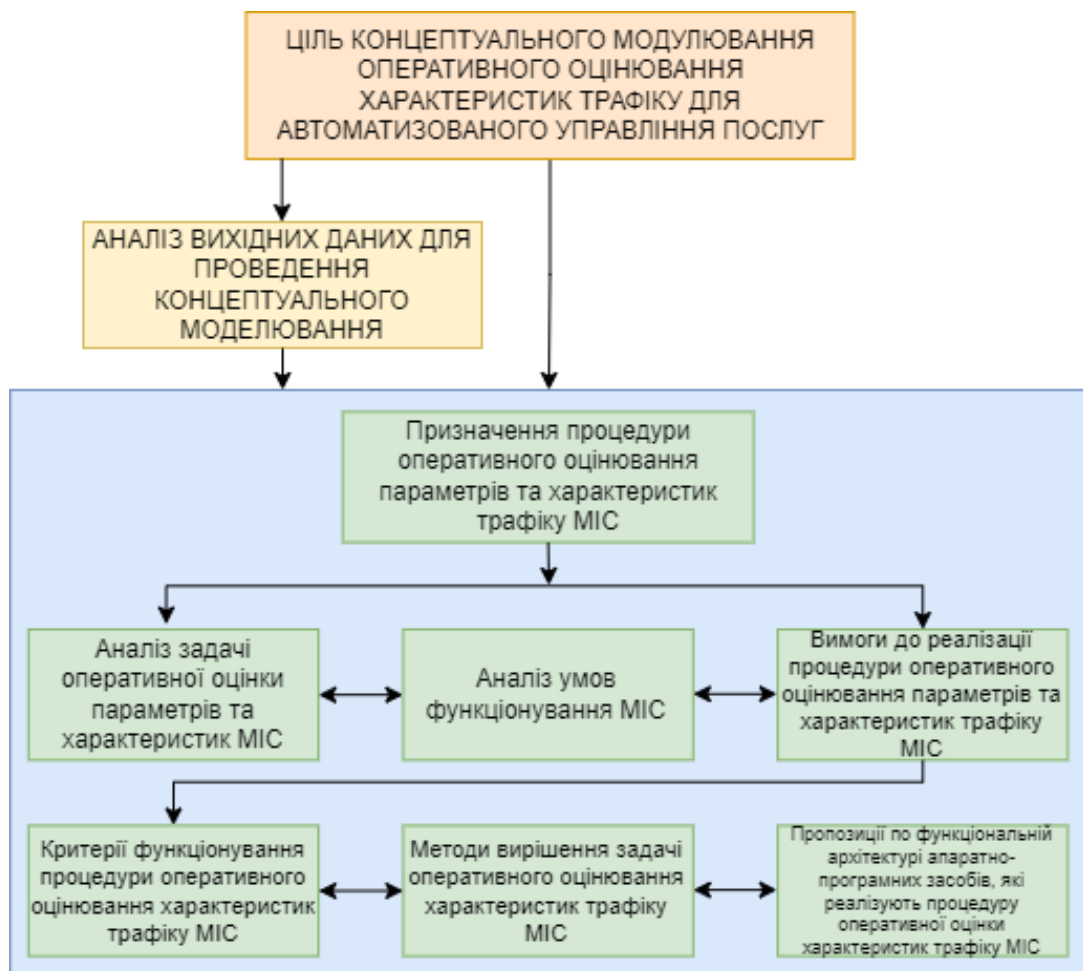 ЦІЛЬ КОНЦЕПТУАЛЬНОГО МОДУЛЮВАННЯ
ОПЕРАТИВНОГО ОЦІНЮВАННЯ
ХАРАКТЕРИСТИК ТРАФІКУ ДЛЯ
АВТОМАТИЗОВАНОГО УПРАВЛІННЯ ПОСЛУГ
АНАЛІЗ ВИХІДНИХ ДАНИХ ДЛЯ
ПРОВЕДЕННЯ
КОНЦЕПТУАЛЬНОГО
МОДЕЛЮВАННЯ
Призначення процедури
оперативного оцінювання
параметрів та характеристик
трафіку МІС
Аналіз задачі
оперативної оцінки
параметрів та
характеристик МІС
Аналіз умов
функціонування МІС
Вимоги до реалізації
процедури оперативного
оцінювання параметрів та
характеристик трафіку
МІС
Критерії функціонування
процедури оперативного
оцінювання характеристик
трафіку МІС
Методи вирішення задачі
оперативного оцінювання
характеристик трафіку
МІС
Пропозиції по функціональній
архітектурі апаратно-
програмних засобів, які
реалізують процедуру
оперативної оцінки
характеристик трафіку МІС